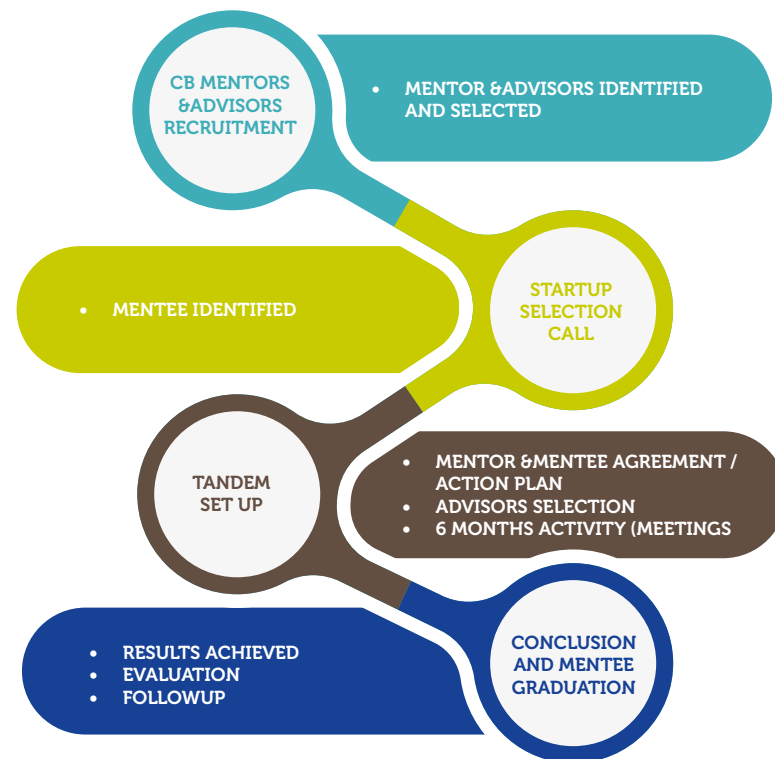 CB MENTORS
&ADVISORS
RECRUITMENT
• MENTOR &ADVISORS IDENTIFIED
AND SELECTED
STARTUP
SELECTION
CALL
• MENTEE IDENTIFIED
TANDEM
SET UP
• MENTOR &MENTEE AGREEMENT /
ACTION PLAN
• ADVISORS SELECTION
• 6 MONTHS ACTIVITY (MEETINGS
CONCLUSION
AND MENTEE
GRADUATION
• RESULTS ACHIEVED
• EVALUATION
• FOLLOWUP